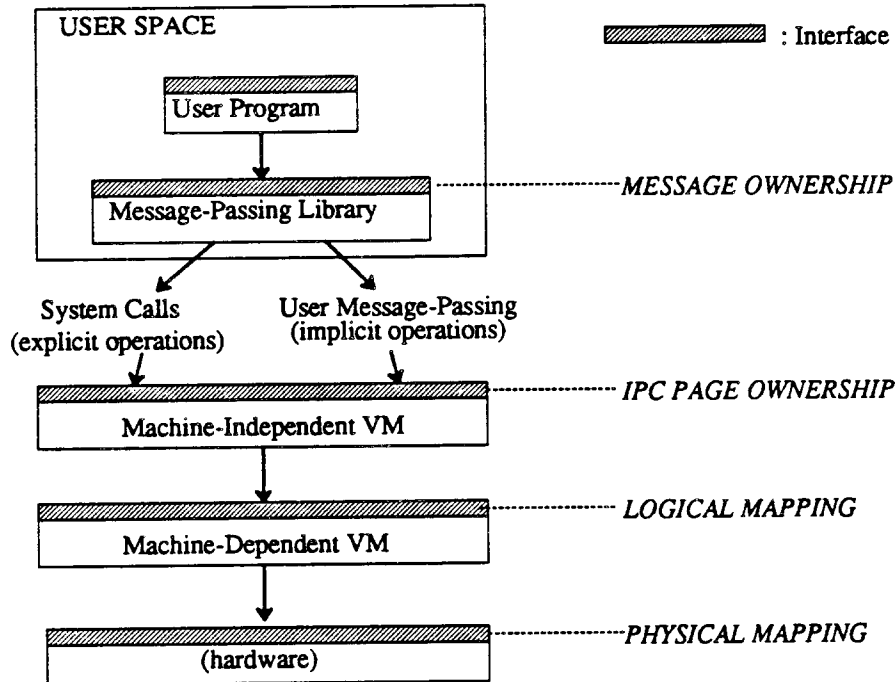 USER SPACE
: Interface
User Program
MESSAGE OWNERSHIP
Message-Passing Library
System Calls
(explicit operations)
User Message-Passing
(implicit operations)
IPC PAGE OWNERSHIP
Machine-Independent VM
LOGICAL MAPPING
Machine-Dependent VM
PHYSICAL MAPPING
(hardware)